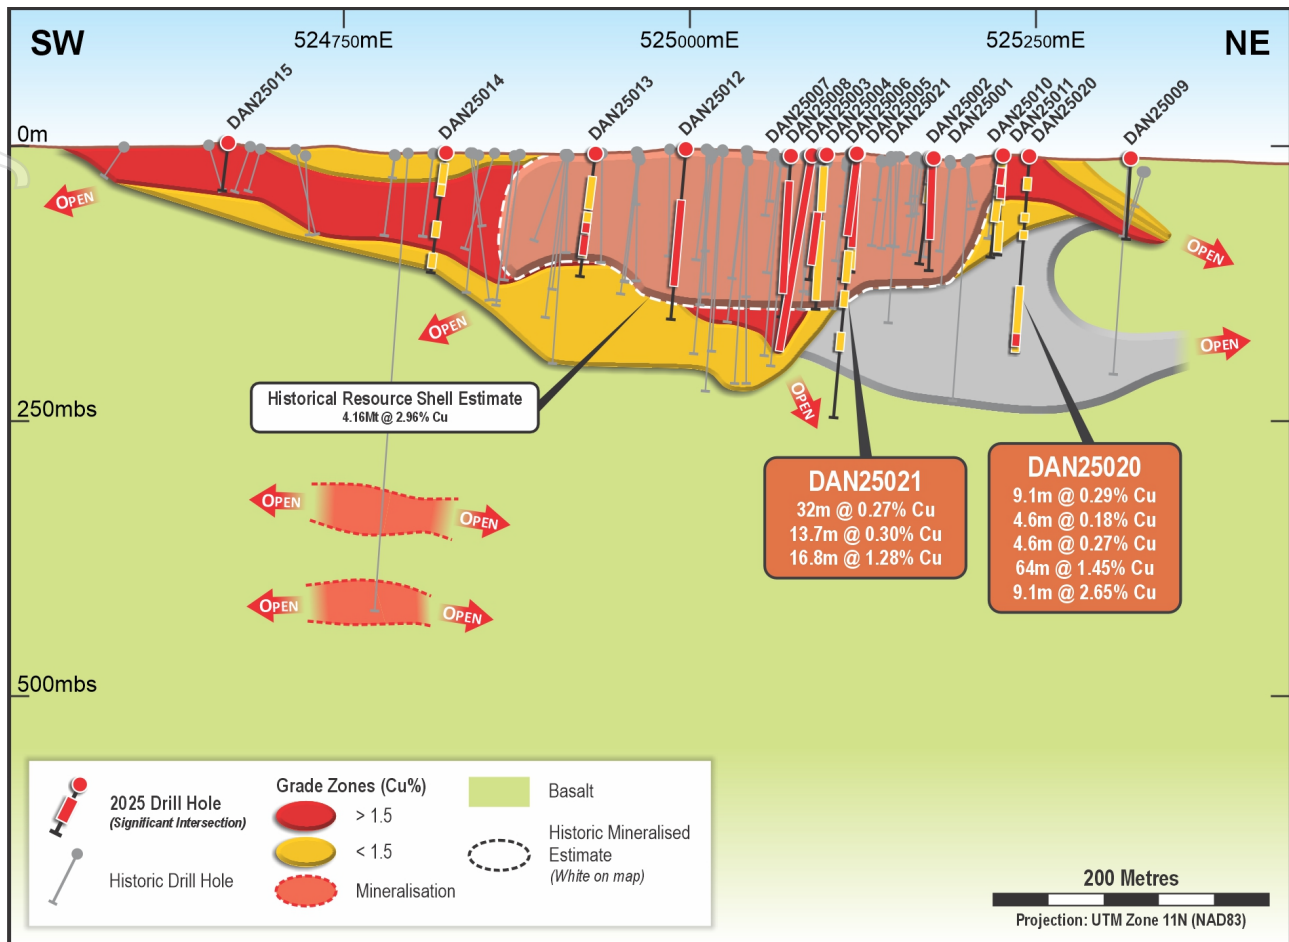 SW
524750mE
525000mE
525250mE
NE
DAN25015
DAN25014
DAN25013
DAN25012
DAN25007
DAN25008
DAN25003
DAN25004
DAN25006
DAN25005
DAN25021
DAN25002
DAN25001
DAN25010
DAN25011
DAN25020
DAN25009
0m
OPEN
OPEN
OPEN
OPEN
OPEN
Historical Resource Shell Estimate
4.16Mt @ 2.96% Cu
250mbs
DAN25021
32m @ 0.27% Cu
13.7m @ 0.30% Cu
16.8m @ 1.28% Cu
DAN25020
9.1m @ 0.29% Cu
4.6m @ 0.18% Cu
4.6m @ 0.27% Cu
64m @ 1.45% Cu
9.1m @ 2.65% Cu
OPEN
OPEN
OPEN
OPEN
500mbs
2025 Drill Hole
(Significant Intersection)
Historic Drill Hole
Grade Zones (Cu%)
> 1.5
< 1.5
Mineralisation
Basalt
Historic Mineralised
Estimate
(White on map)
200 Metres
Projection: UTM Zone 11N (NAD83)